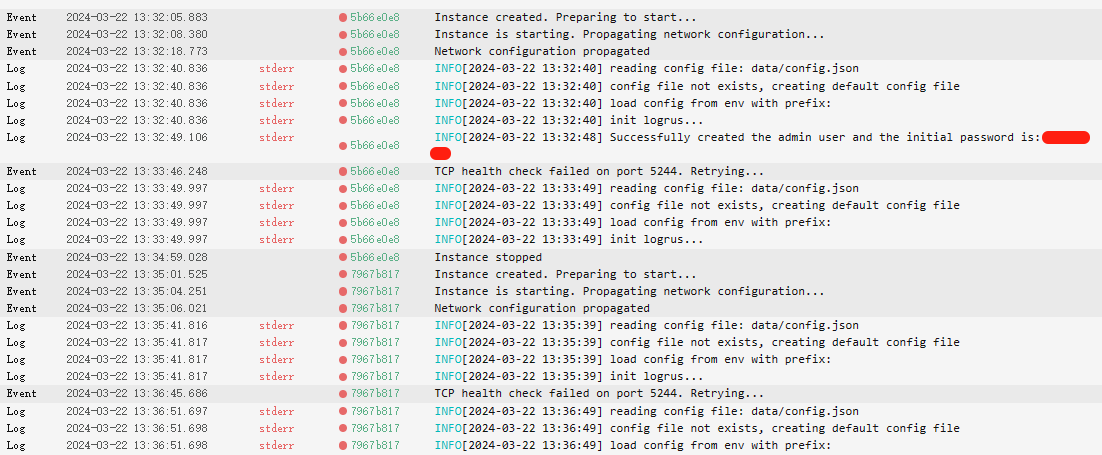 Event 2024-03-22 13:32:05.883 5b66e0e8 Instance created. Preparing to start...
Event 2024-03-22 13:32:08.380 5b66e0e8 Instance is starting. Propagating network configuration...
Event 2024-03-22 13:32:18.773 5b66e0e8 Network configuration propagated
Log 2024-03-22 13:32:40.836 stderr 5b66e0e8 INFO[2024-03-22 13:32:40] reading config file: data/config.json
Log 2024-03-22 13:32:40.836 stderr 5b66e0e8 INFO[2024-03-22 13:32:40] config file not exists, creating default config file
Log 2024-03-22 13:32:40.836 stderr 5b66e0e8 INFO[2024-03-22 13:32:40] load config from env with prefix:
Log 2024-03-22 13:32:40.836 stderr 5b66e0e8 INFO[2024-03-22 13:32:40] init logrus...
Log 2024-03-22 13:32:49.106 stderr 5b66e0e8 INFO[2024-03-22 13:32:48] Successfully created the admin user and the initial password is:
Event 2024-03-22 13:33:46.248 5b66e0e8 TCP health check failed on port 5244. Retrying...
Log 2024-03-22 13:33:49.997 stderr 5b66e0e8 INFO[2024-03-22 13:33:49] reading config file: data/config.json
Log 2024-03-22 13:33:49.997 stderr 5b66e0e8 INFO[2024-03-22 13:33:49] config file not exists, creating default config file
Log 2024-03-22 13:33:49.997 stderr 5b66e0e8 INFO[2024-03-22 13:33:49] load config from env with prefix:
Log 2024-03-22 13:33:49.997 stderr 5b66e0e8 INFO[2024-03-22 13:33:49] init logrus...
Event 2024-03-22 13:34:59.028 5b66e0e8 Instance stopped
Event 2024-03-22 13:35:01.525 7967b817 Instance created. Preparing to start...
Event 2024-03-22 13:35:04.251 7967b817 Instance is starting. Propagating network configuration...
Event 2024-03-22 13:35:06.021 7967b817 Network configuration propagated
Log 2024-03-22 13:35:41.816 stderr 7967b817 INFO[2024-03-22 13:35:39] reading config file: data/config.json
Log 2024-03-22 13:35:41.817 stderr 7967b817 INFO[2024-03-22 13:35:39] config file not exists, creating default config file
Log 2024-03-22 13:35:41.817 stderr 7967b817 INFO[2024-03-22 13:35:39] load config from env with prefix:
Log 2024-03-22 13:35:41.817 stderr 7967b817 INFO[2024-03-22 13:35:39] init logrus...
Event 2024-03-22 13:36:45.686 7967b817 TCP health check failed on port 5244. Retrying...
Log 2024-03-22 13:36:51.697 stderr 7967b817 INFO[2024-03-22 13:36:49] reading config file: data/config.json
Log 2024-03-22 13:36:51.698 stderr 7967b817 INFO[2024-03-22 13:36:49] config file not exists, creating default config file
Log 2024-03-22 13:36:51.698 stderr 7967b817 INFO[2024-03-22 13:36:49] load config from env with prefix: